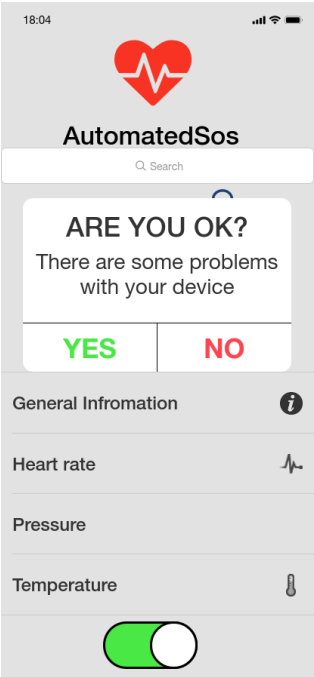 18:04
AutomatedSos
Search
ARE YOU OK?
There are some problems
with your device
YES NO
General Infromation
Heart rate
Pressure
Temperature